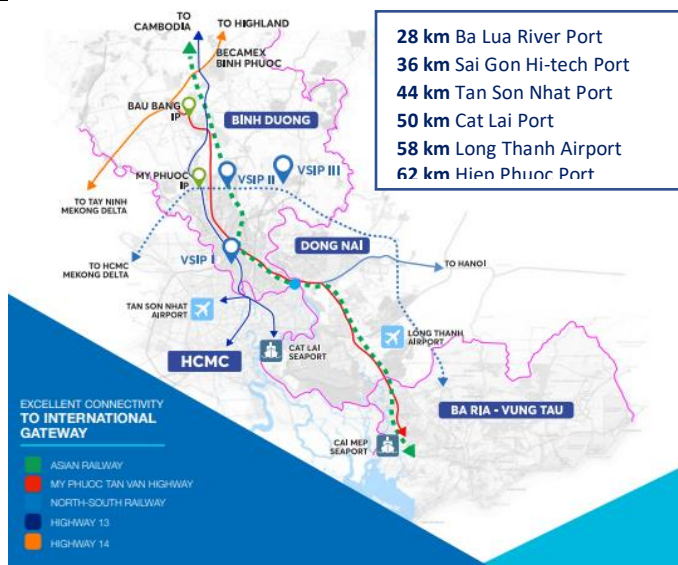 TO
CAMBODIA
TO HIGHLAND
28 km Ba Lua River Port
36 km Sai Gon Hi-tech Port
44 km Tan Son Nhat Port
50 km Cat Lai Port
58 km Long Thanh Airport
62 km Hiep Phuoc Port
BECAMEX
BINH PHUOC
BAU BANG
IP
BÌNH DUONG
MY PHUOC
IP
VSIP II
VSIP III
TO TAY NINH
MEKONG DELTA
DONG NAI
VSIP I
TO HCMC
MEKONG DELTA
TO HANOI
TAN SON NHAT
AIRPORT
LONG THANH
AIRPORT
CAT LAI
SEAPORT
HCMC
BA RIA - VUNG TAU
CAI MEP
SEAPORT
EXCELLENT CONNECTIVITY
TO INTERNATIONAL
GATEWAY
ASIAN RAILWAY
MY PHUOC TAN VAN HIGHWAY
NORTH-SOUTH RAILWAY
HIGHWAY 13
HIGHWAY 14